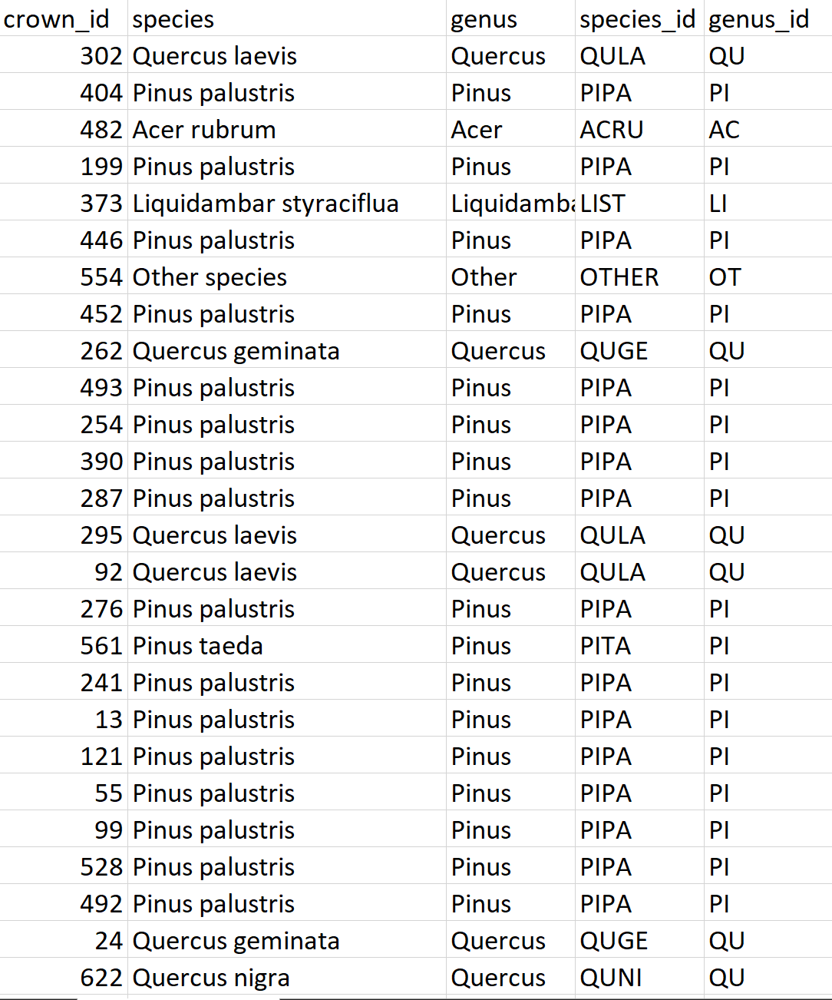 crown_id species genus species_id genus_id
302 Quercus laevis Quercus QULA QU
404 Pinus palustris Pinus PIPA PI
482 Acer rubrum Acer ACRU AC
199 Pinus palustris Pinus PIPA PI
373 Liquidambar styraciflua Liquidamba LIST LI
446 Pinus palustris Pinus PIPA PI
554 Other species Other OTHER OT
452 Pinus palustris Pinus PIPA PI
262 Quercus geminata Quercus QUGE QU
493 Pinus palustris Pinus PIPA PI
254 Pinus palustris Pinus PIPA PI
390 Pinus palustris Pinus PIPA PI
287 Pinus palustris Pinus PIPA PI
295 Quercus laevis Quercus QULA QU
92 Quercus laevis Quercus QULA QU
276 Pinus palustris Pinus PIPA PI
561 Pinus taeda Pinus PITA PI
241 Pinus palustris Pinus PIPA PI
13 Pinus palustris Pinus PIPA PI
121 Pinus palustris Pinus PIPA PI
55 Pinus palustris Pinus PIPA PI
99 Pinus palustris Pinus PIPA PI
528 Pinus palustris Pinus PIPA PI
492 Pinus palustris Pinus PIPA PI
24 Quercus geminata Quercus QUGE QU
622 Quercus nigra Quercus QUNI QU